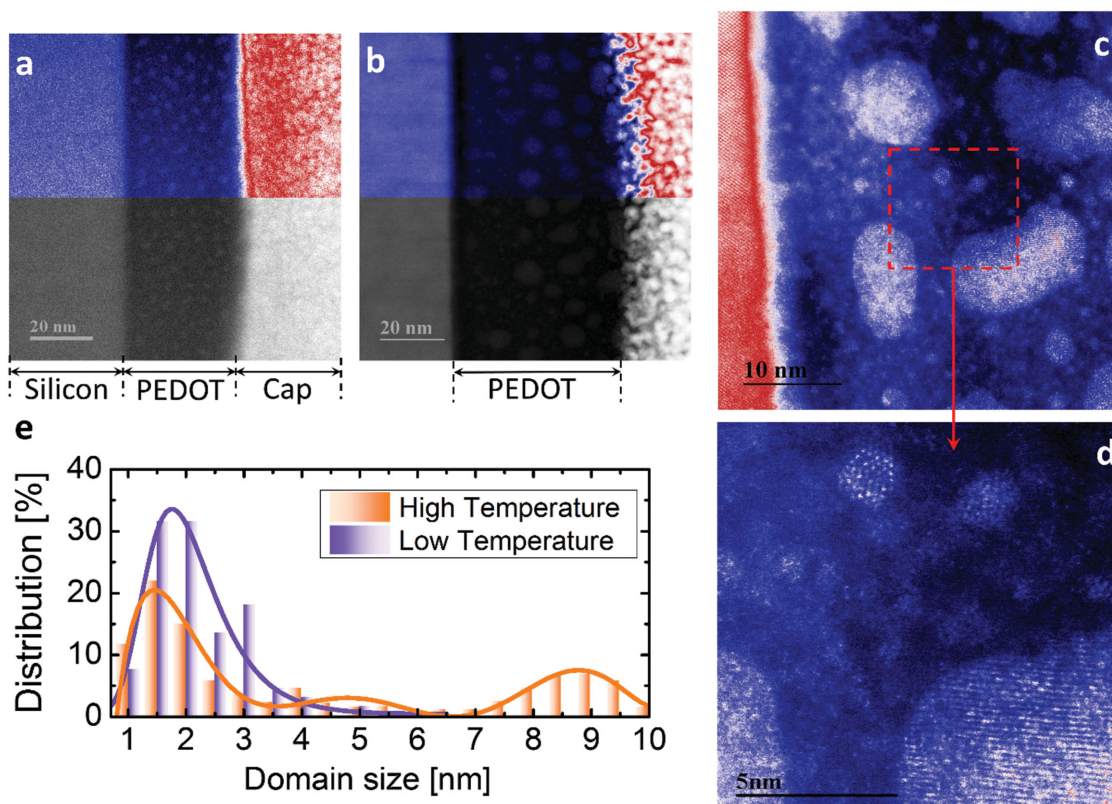 a
b
c
20 nm
20 nm
10 nm
Silicon
PEDOT
Cap
PEDOT
e
d
5nm
Distribution [%]
40
30
20
10
0
High Temperature
Low Temperature
1 2 3 4 5 6 7 8 9 10
Domain size [nm]